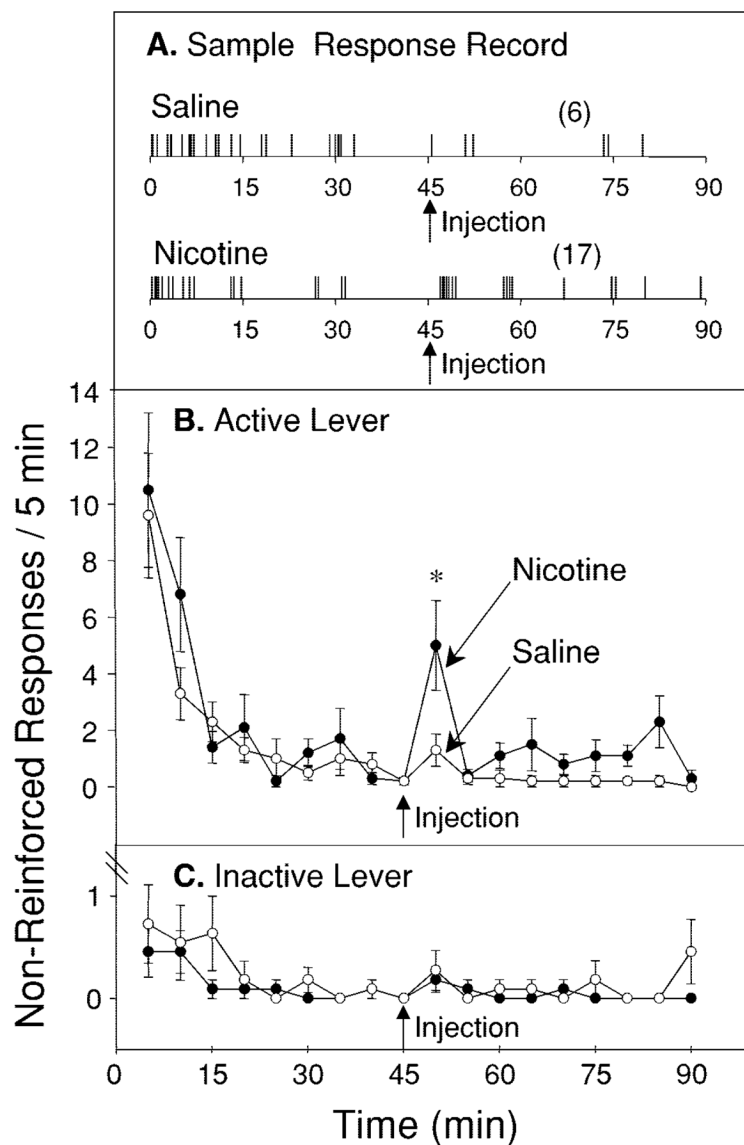 A. Sample Response Record
Saline
(6)
0 15 30 45 60 75 90
Injection
Nicotine
(17)
0 15 30 45 60 75 90
Injection
Non-Reinforced Responses / 5 min
14
12
10
8
6
4
2
0
B. Active Lever
*
Nicotine
Saline
Injection
C. Inactive Lever
1
0
Injection
0 15 30 45 60 75 90
Time (min)